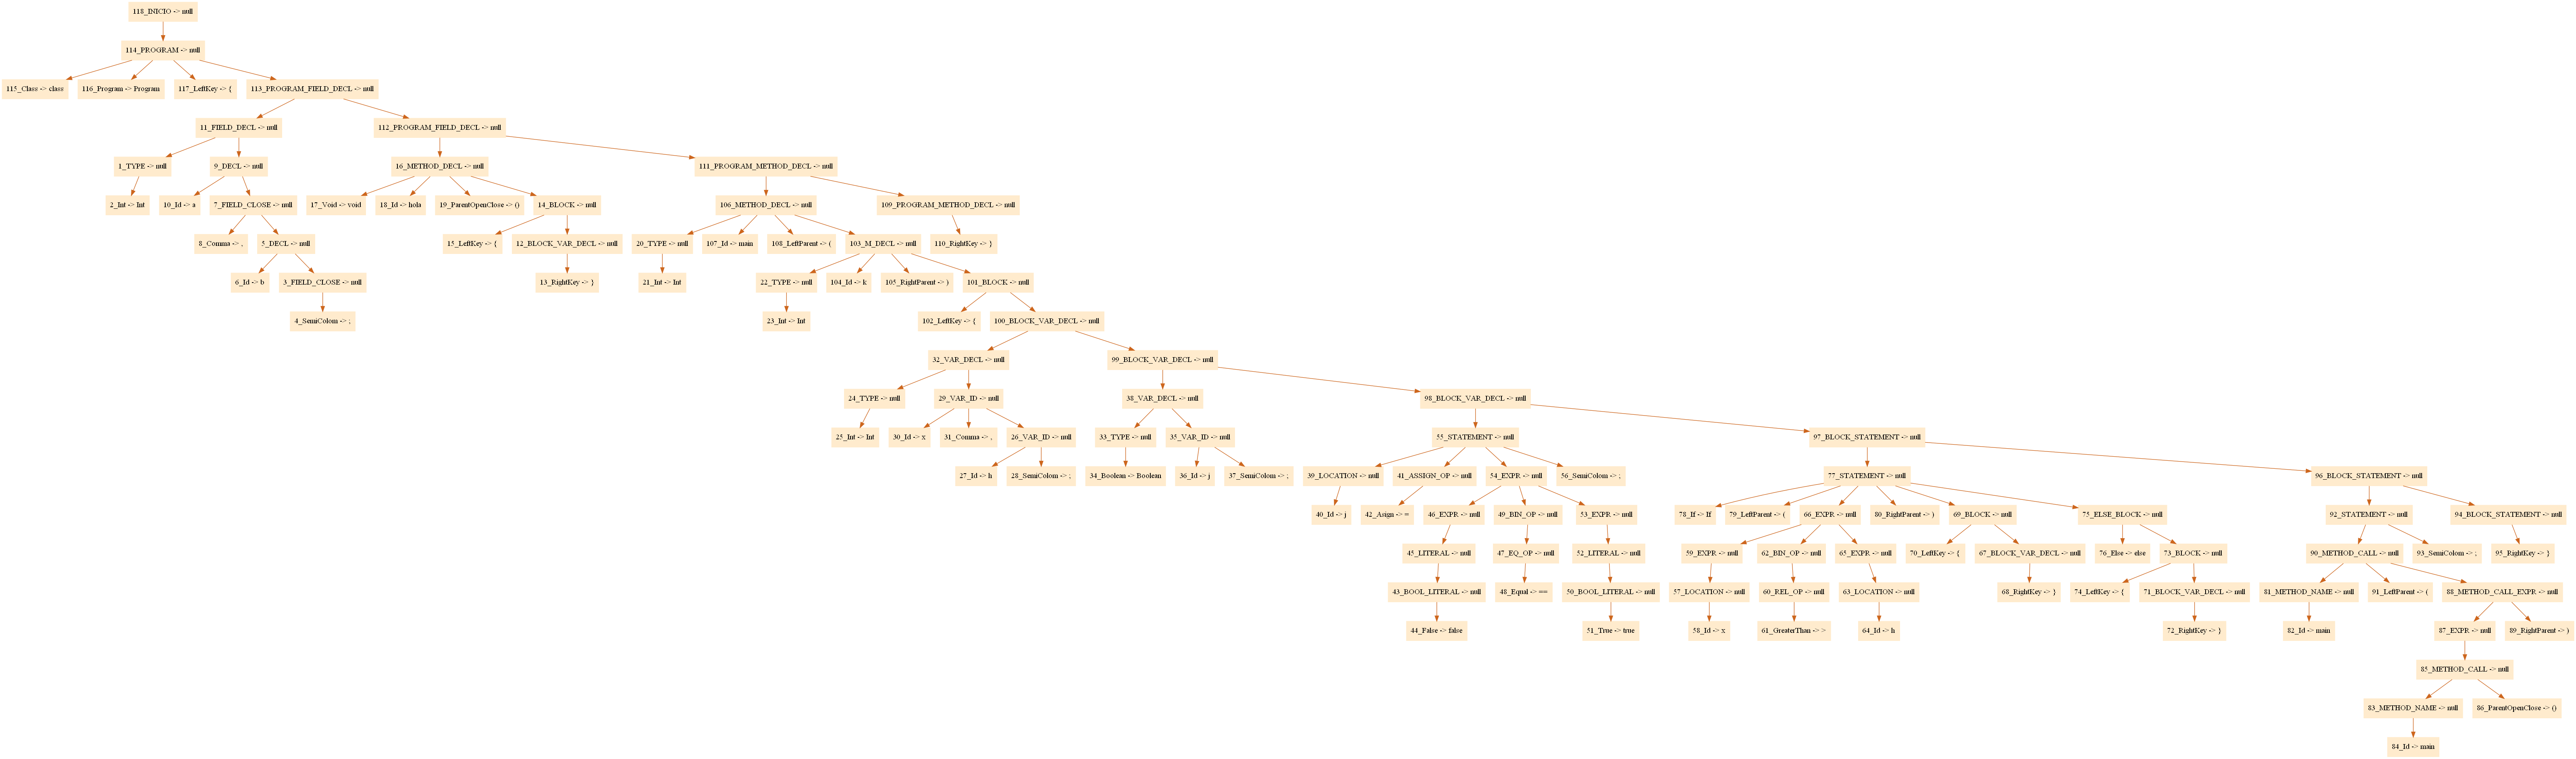 118_INICIO -> null
114_PROGRAM -> null
115_Class -> class
116_Program -> Program
117_LeftKey -> {
113_PROGRAM_FIELD_DECL -> null
11_FIELD_DECL -> null
112_PROGRAM_FIELD_DECL -> null
1_TYPE -> null
9_DECL -> null
16_METHOD_DECL -> null
111_PROGRAM_METHOD_DECL -> null
2_Int -> Int
10_Id -> a
7_FIELD_CLOSE -> null
17_Void -> void
18_Id -> hola
19_ParentOpenClose -> ()
14_BLOCK -> null
106_METHOD_DECL -> null
109_PROGRAM_METHOD_DECL -> null
8_Comma -> ,
5_DECL -> null
15_LeftKey -> {
12_BLOCK_VAR_DECL -> null
20_TYPE -> null
107_Id -> main
108_LeftParent -> (
103_M_DECL -> null
110_RightKey -> }
6_Id -> b
3_FIELD_CLOSE -> null
13_RightKey -> }
21_Int -> Int
22_TYPE -> null
104_Id -> k
105_RightParent -> )
101_BLOCK -> null
4_SemiColom -> ;
23_Int -> Int
102_LeftKey -> {
100_BLOCK_VAR_DECL -> null
32_VAR_DECL -> null
99_BLOCK_VAR_DECL -> null
24_TYPE -> null
29_VAR_ID -> null
38_VAR_DECL -> null
98_BLOCK_VAR_DECL -> null
25_Int -> Int
30_Id -> x
31_Comma -> ,
26_VAR_ID -> null
33_TYPE -> null
35_VAR_ID -> null
55_STATEMENT -> null
97_BLOCK_STATEMENT -> null
27_Id -> h
28_SemiColom -> ;
34_Boolean -> Boolean
36_Id -> j
37_SemiColom -> ;
39_LOCATION -> null
41_ASSIGN_OP -> null
54_EXPR -> null
56_SemiColom -> ;
77_STATEMENT -> null
96_BLOCK_STATEMENT -> null
40_Id -> j
42_Asign -> =
46_EXPR -> null
49_BIN_OP -> null
53_EXPR -> null
78_If -> If
79_LeftParent -> (
66_EXPR -> null
80_RightParent -> )
69_BLOCK -> null
75_ELSE_BLOCK -> null
92_STATEMENT -> null
94_BLOCK_STATEMENT -> null
45_LITERAL -> null
47_EQ_OP -> null
52_LITERAL -> null
59_EXPR -> null
62_BIN_OP -> null
65_EXPR -> null
70_LeftKey -> {
67_BLOCK_VAR_DECL -> null
76_Else -> else
73_BLOCK -> null
90_METHOD_CALL -> null
93_SemiColom -> ;
95_RightKey -> }
43_BOOL_LITERAL -> null
48_Equal -> ==
50_BOOL_LITERAL -> null
57_LOCATION -> null
60_REL_OP -> null
63_LOCATION -> null
68_RightKey -> }
74_LeftKey -> {
71_BLOCK_VAR_DECL -> null
81_METHOD_NAME -> null
91_LeftParent -> (
88_METHOD_CALL_EXPR -> null
44_False -> false
51_True -> true
58_Id -> x
61_GreaterThan -> >
64_Id -> h
72_RightKey -> }
82_Id -> main
87_EXPR -> null
89_RightParent -> )
85_METHOD_CALL -> null
83_METHOD_NAME -> null
86_ParentOpenClose -> ()
84_Id -> main